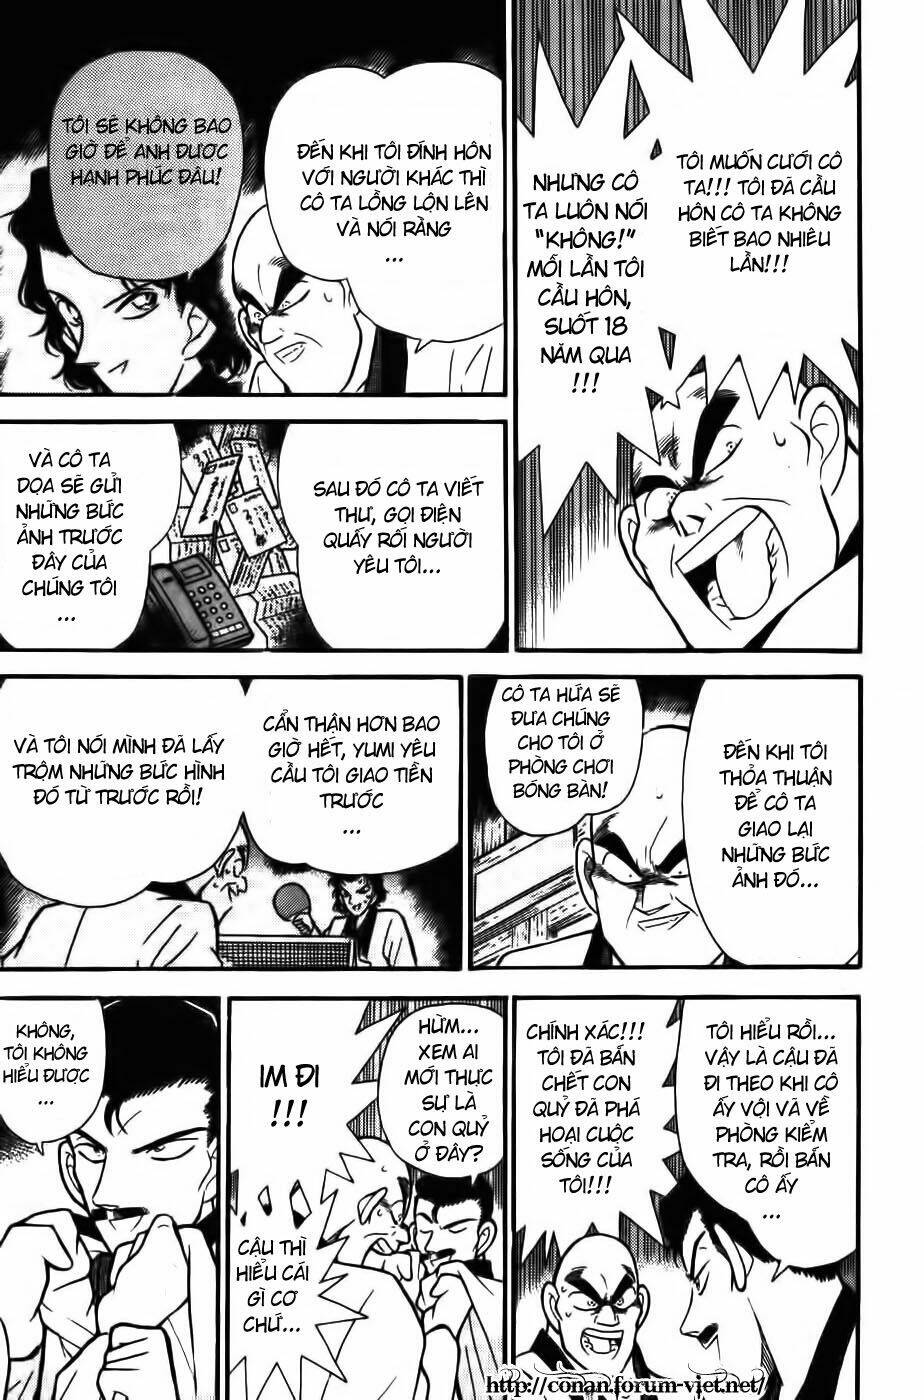 TÔI MUỐN CƯỚI CÔ
TA!!! TÔI ĐÃ CẦU
HÔN CÔ TA KHÔNG
BIẾT BAO NHIÊU
LẦN!!!
NHƯNG CÔ
TA LUÔN NÓI
“KHÔNG!”
MỖI LẦN TÔI
CẦU HÔN,
SUỐT 18
NĂM QUA
!!!
ĐẾN KHI TÔI ĐÍNH HÔN
VỚI NGƯỜI KHÁC THÌ
CÔ TA LỒNG LỘN LÊN
VÀ NÓI RẰNG
...
TÔI SẼ KHÔNG BAO
GIỜ ĐỂ ANH ĐƯỢC
HẠNH PHÚC ĐÂU!
SAU ĐÓ CÔ TA VIẾT
THƯ, GỌI ĐIỆN
QUẤY RỐI NGƯỜI
YÊU TÔI...
VÀ CÔ TA
DỌA SẼ GỬI
NHỮNG BỨC
ẢNH TRƯỚC
ĐÂY CỦA
CHÚNG TÔI
...
ĐẾN KHI TÔI
THỎA THUẬN
ĐỂ CÔ TA
GIAO LẠI
NHỮNG BỨC
ẢNH ĐÓ...
CÔ TA HỨA SẼ
ĐƯA CHÚNG
CHO TÔI Ở
PHÒNG CHƠI
BÓNG BÀN!
CẨN THẬN HƠN BAO
GIỜ HẾT, YUMI YÊU
CẦU TÔI GIAO TIỀN
TRƯỚC
...
VÀ TÔI NÓI MÌNH ĐÃ LẤY
TRỘM NHỮNG BỨC HÌNH
ĐÓ TỪ TRƯỚC RỒI!
TÔI HIỂU RỒI...
VẬY LÀ CẬU ĐÃ
ĐI THEO KHI CÔ
ẤY VỘI VÃ VỀ
PHÒNG KIỂM
TRA, RỒI BẮN
CÔ ẤY
...
CHÍNH XÁC!!!
TÔI ĐÃ BẮN
CHẾT CON
QUỶ ĐÃ PHÁ
HOẠI CUỘC
SỐNG CỦA
TÔI!!!
HỪM...
XEM AI
MỚI THỰC
SỰ LÀ
CON QUỶ
Ở ĐÂY?
IM ĐI
!!!
CẬU THÌ
HIỂU CÁI
GÌ CƠ
CHỨ...
KHÔNG,
TÔI KHÔNG
HIỂU ĐƯỢC
...
http://conan.forum-viet.net/